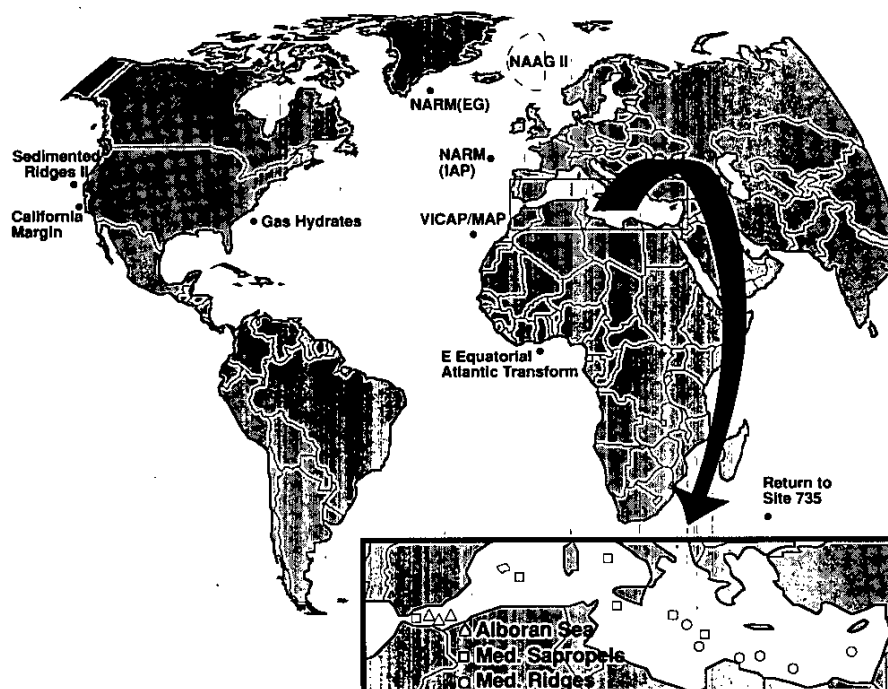 NAAG II
NARM(EG)
Sedimented
Ridges II
NARM
(IAP)
California
Margin
Gas Hydrates
VICAP/MAP
E Equatorial
Atlantic Transform
Return to
Site 735
Alboran Sea
Med. Sapropels
Med. Ridges